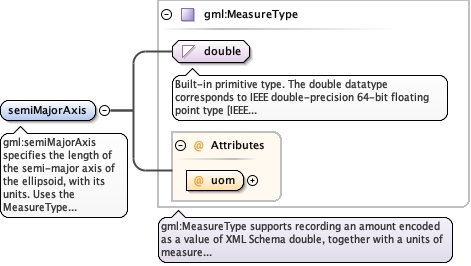 gml:MeasureType
double
Built-in primitive type. The double datatype
corresponds to IEEE double-precision 64-bit floating
point type [IEEE...
semiMajorAxis
gml:semiMajorAxis
specifies the length of
the semi-major axis of
the ellipsoid, with its
units. Uses the
MeasureType...
@ Attributes
@ uom
gml:MeasureType supports recording an amount encoded
as a value of XML Schema double, together with a units of
measure...